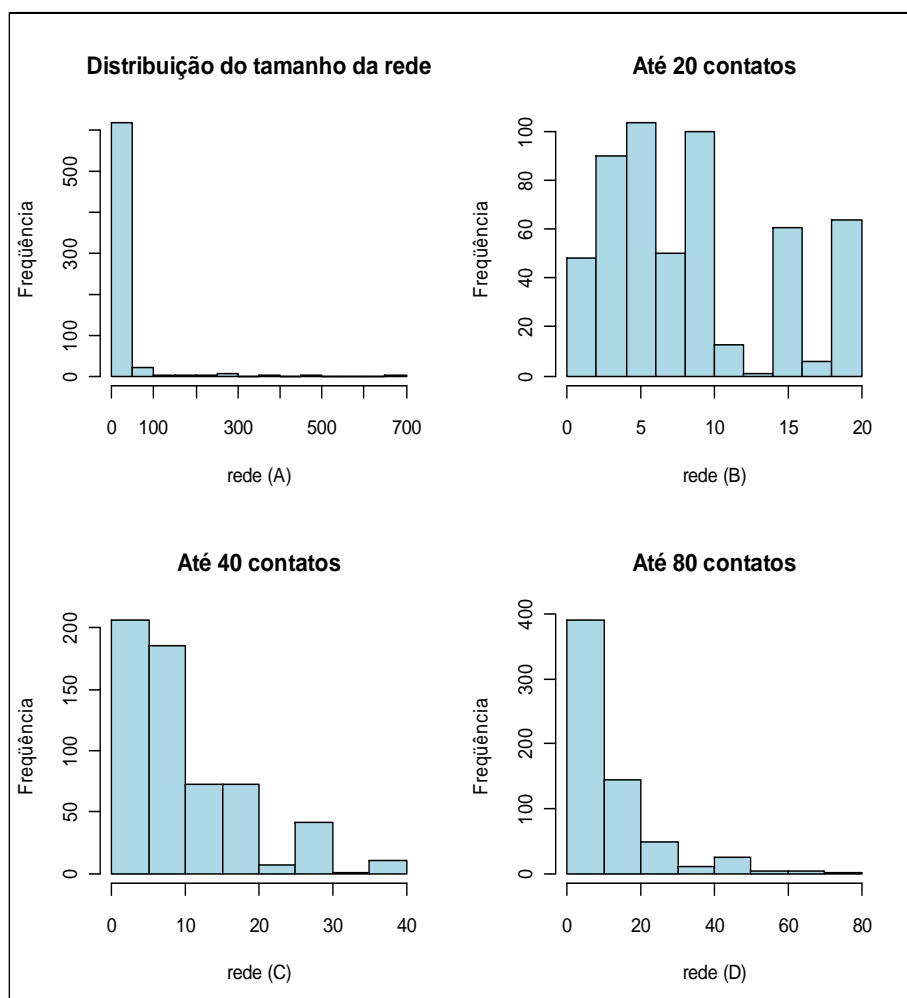 Distribuição do tamanho da rede
Freqüência
500
300
100
0
0 100 300 500 700
rede (A)
Até 20 contatos
Freqüência
100
80
60
40
20
0
0 5 10 15 20
rede (B)
Até 40 contatos
Freqüência
200
150
100
50
0
0 10 20 30 40
rede (C)
Até 80 contatos
Freqüência
400
300
200
100
0
0 20 40 60 80
rede (D)